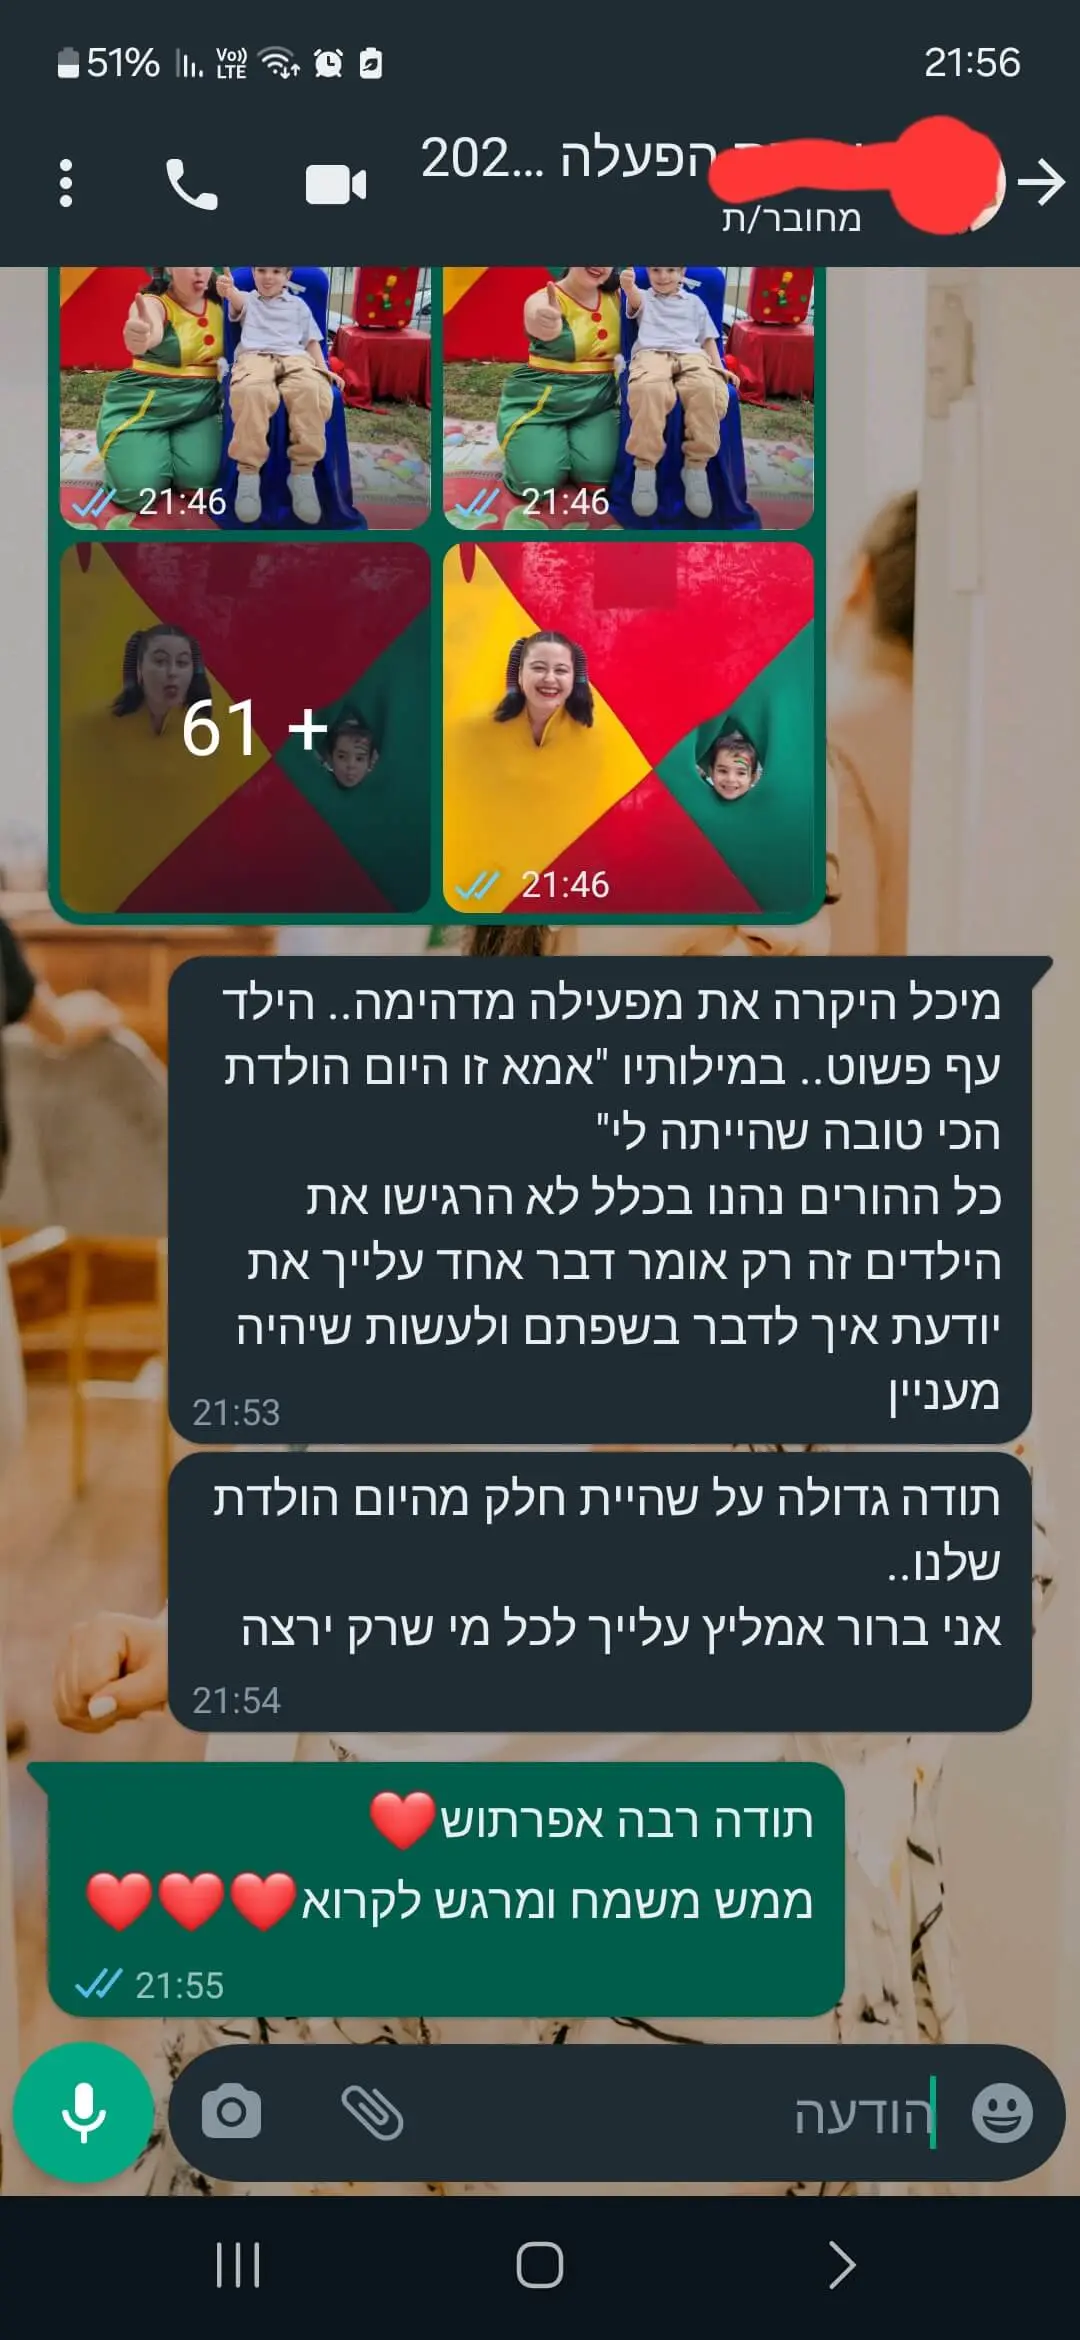 51% Vo)) LTE 21:56
הפעלה 202...
מחובר/ת
21:46
21:46
61 +
21:46
מיכל היקרה את מפעילה מדהימה.. הילד
עף פשוט.. במילותיו "אמא זו היום הולדת
הכי טובה שהייתה לי"
כל ההורים נהנו בכלל לא הרגישו את
הילדים זה רק אומר דבר אחד עלייך את
יודעת איך לדבר בשפתם ולעשות שיהיה
מעניין
21:53
תודה גדולה על שהיית חלק מהיום הולדת
שלנו..
אני ברור אמליץ עלייך לכל מי שרק ירצה
21:54
תודה רבה אפרתוש❤️
ממש משמח ומרגש לקרוא❤️❤️❤️
21:55
הודעה